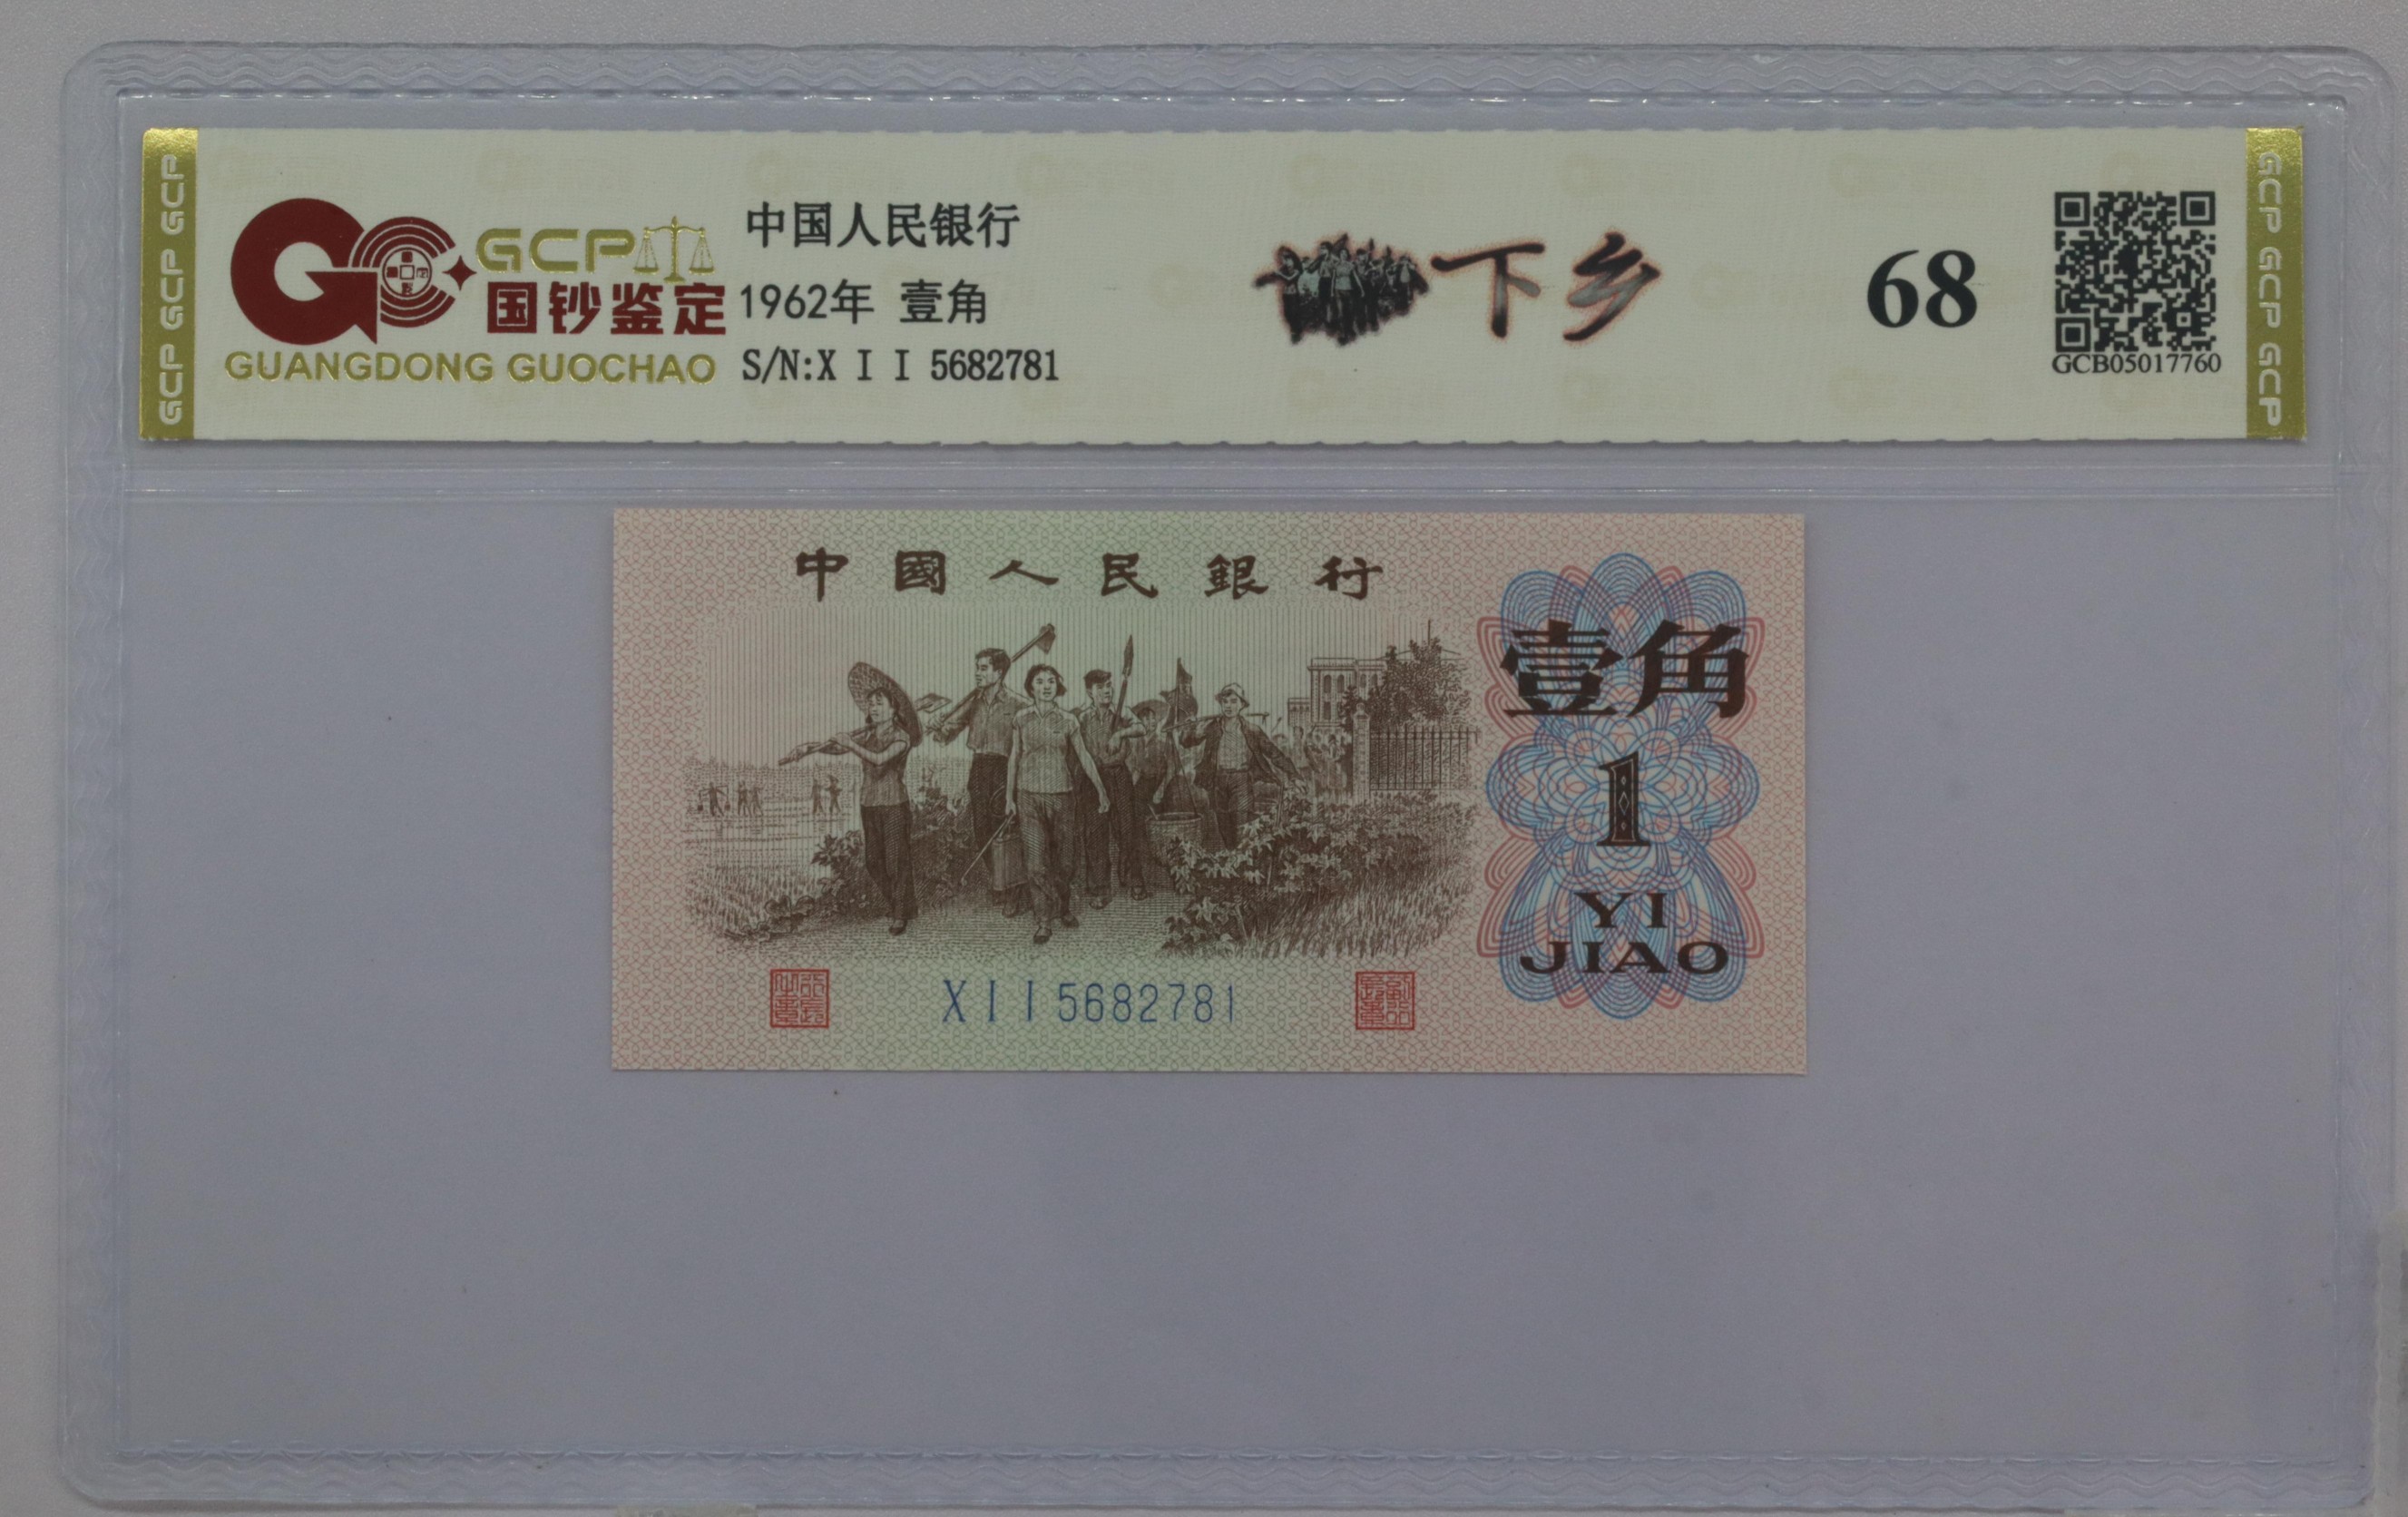 GCP GCP GCP
GCP
国钞鉴定
GUANGDONG GUOCHAO
中国人民银行
1962年 壹角
S/N:X I I 5682781
下乡
68
GCB05017760
GCP GCP GCP
中國人民銀行
壹角
1
YI
JIAO
X I I 5682781